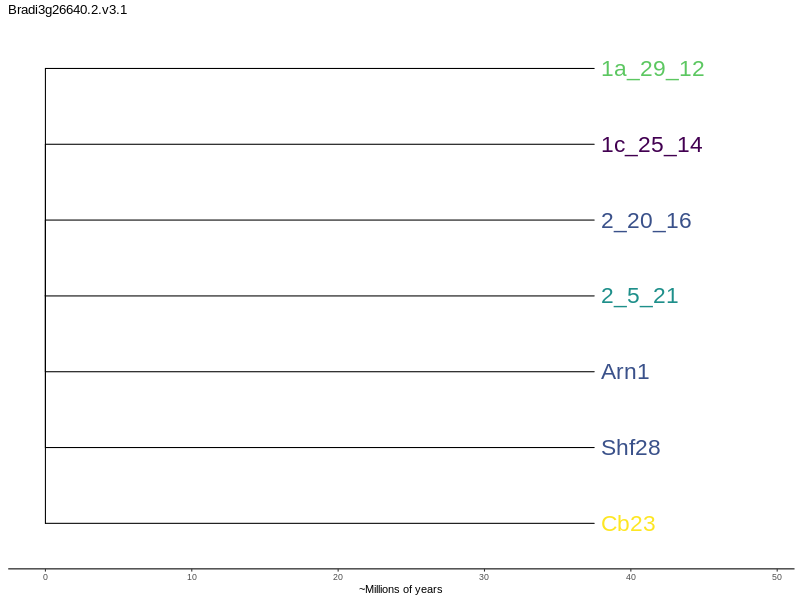 Bradi3g26640.2.v3.1
1a_29_12
1c_25_14
2_20_16
2_5_21
Arn1
Shf28
Cb23
0 10 20 30 40 50
~Millions of years